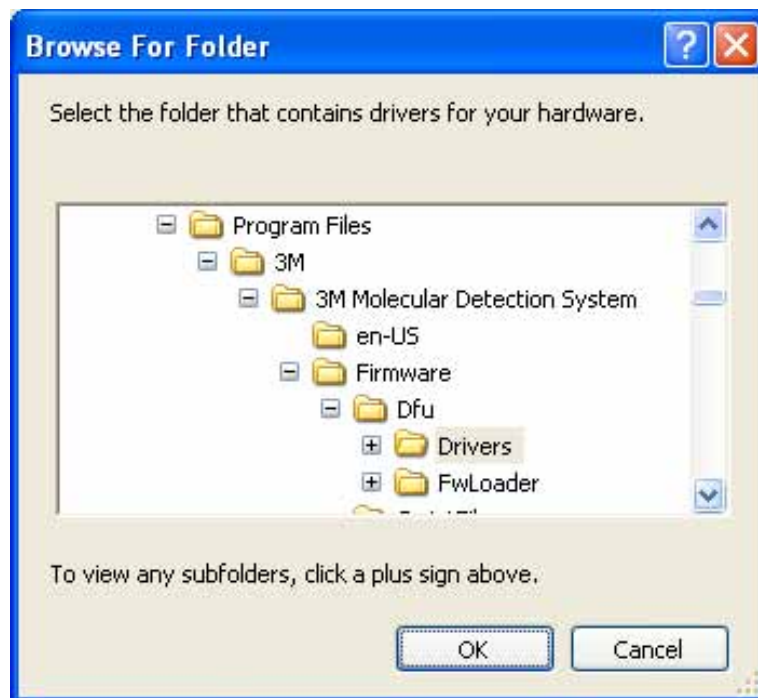 Browse For Folder
?
Select the folder that contains drivers for your hardware.
Program Files
3M
3M Molecular Detection System
en-US
Firmware
Dfu
Drivers
FwLoader
To view any subfolders, click a plus sign above.
OK
Cancel